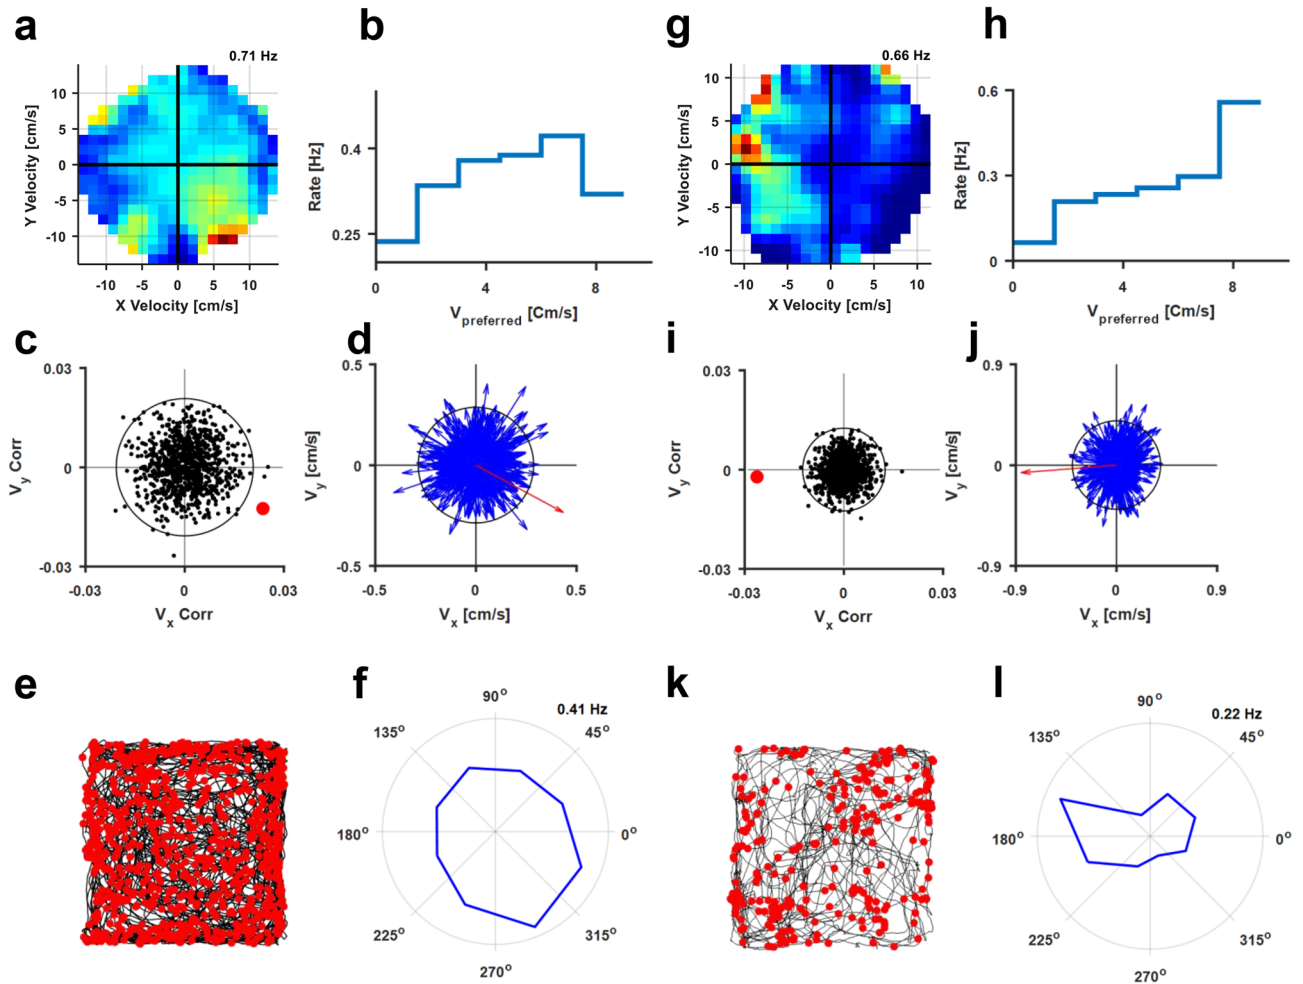 a
0.71 Hz
Y Velocity [cm/s]
10
5
0
-5
-10
-10 -5 0 5 10
X Velocity [cm/s]
b
Rate [Hz]
0.4
0.25
0 4 8
Vpreferred [Cm/s]
g
0.66 Hz
Y Velocity [cm/s]
10
5
0
-5
-10
-10 -5 0 5 10
X Velocity [cm/s]
h
Rate [Hz]
0.6
0.3
0
0 4 8
Vpreferred [Cm/s]
c
Vy Corr
0.03
0
-0.03
-0.03 0 0.03
Vx Corr
d
Vy [cm/s]
0.5
0
-0.5
-0.5 0 0.5
Vx [cm/s]
i
Vy Corr
0.03
0
-0.03
-0.03 0 0.03
Vx Corr
j
Vy [cm/s]
0.9
0
-0.9
-0.9 0 0.9
Vx [cm/s]
e
f
0.41 Hz
90°
135° 45°
180° 0°
225° 315°
270°
k
l
0.22 Hz
90°
135° 45°
180° 0°
225° 315°
270°